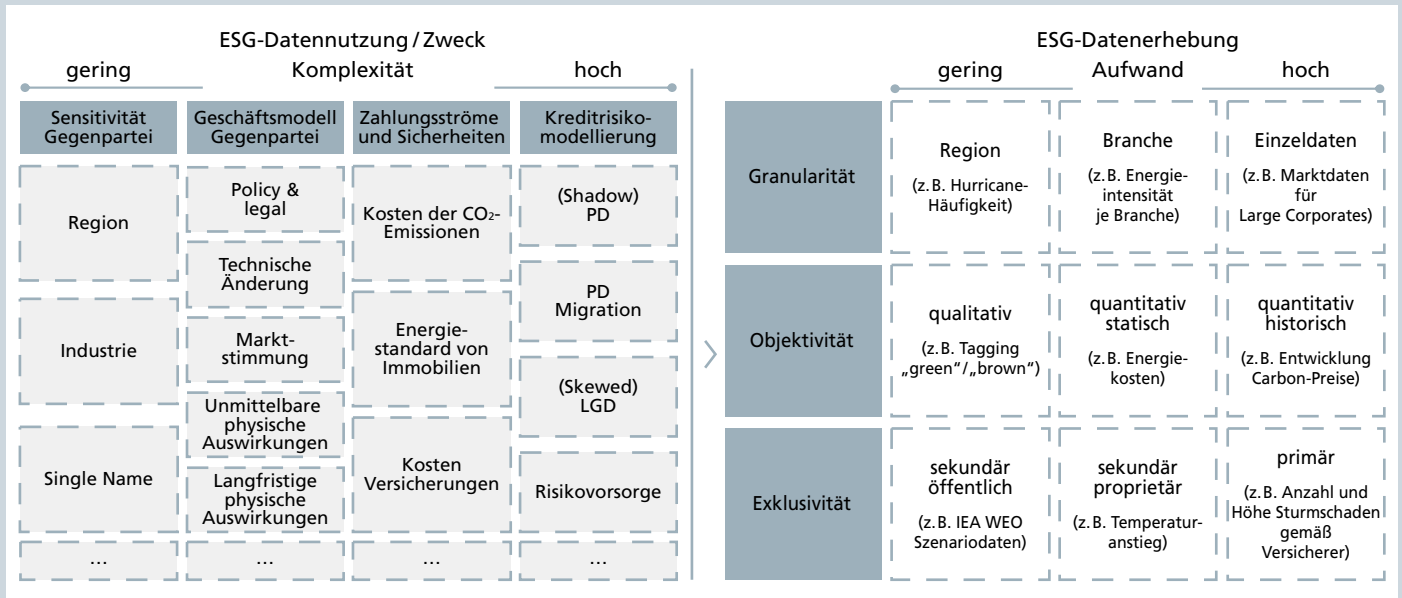 ESG-Datennutzung / Zweck
gering
Komplexität
hoch
Sensitivität
Gegenpartei
Geschäftsmodell
Gegenpartei
Zahlungsströme
und Sicherheiten
Kreditrisiko-
modellierung
Region
Industrie
Single Name
...
Policy &
legal
Technische
Änderung
Markt-
stimmung
Unmittelbare
physische
Auswirkungen
Langfristige
physische
Auswirkungen
...
Kosten der CO₂-
Emissionen
Energie-
standard von
Immobilien
Kosten
Versicherungen
...
(Shadow)
PD
PD
Migration
(Skewed)
LGD
Risikovorsorge
...
ESG-Datenerhebung
gering
Aufwand
hoch
Granularität
Region
(z. B. Hurricane-
Häufigkeit)
Branche
(z. B. Energie-
intensität
je Branche)
Einzeldaten
(z. B. Marktdaten
für
Large Corporates)
Objektivität
qualitativ
(z. B. Tagging
„green“/„brown“)
quantitativ
statisch
(z. B. Energie-
kosten)
quantitativ
historisch
(z. B. Entwicklung
Carbon-Preise)
Exklusivität
sekundär
öffentlich
(z. B. IEA WEO
Szenariodaten)
sekundär
proprietär
(z. B. Temperatur-
anstieg)
primär
(z. B. Anzahl und
Höhe Sturmschaden
gemäß
Versicherer)